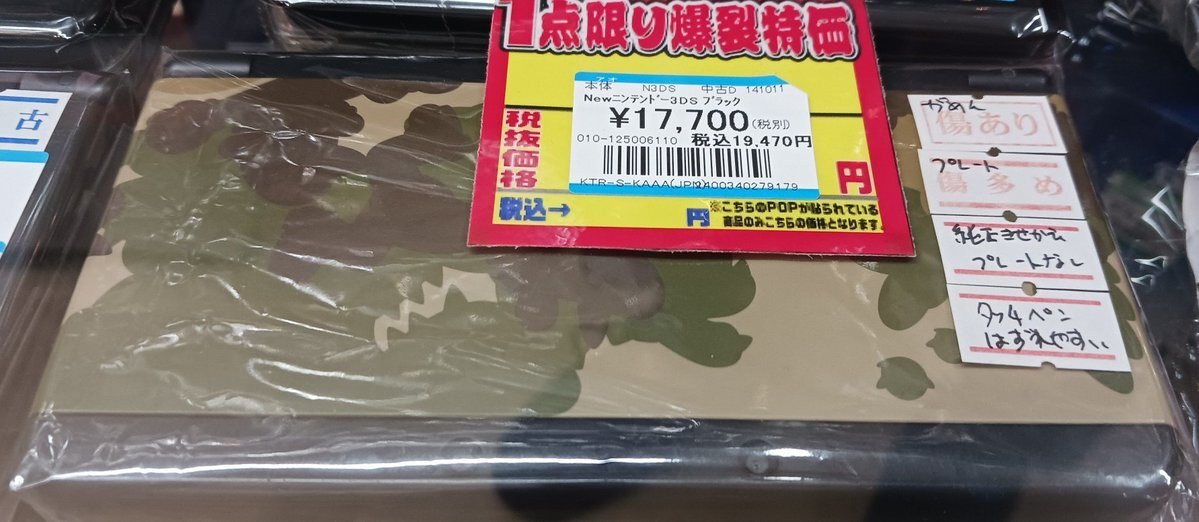 1点限り爆裂特価
アオ
本体 N3DS 中古D 141011
Newニンテンドー3DS ブラック
¥17,700(税別)
010-125006110 税込19,470円
KTR-S-KAAA(JPN)
2400340279179
税抜価格
円
税込→
円
※こちらのPOPが貼られている
商品のみこちらの価格となります。
古
がめん
傷あり
プレート
傷多め
純正きせかえ
プレートなし
タッチペン
はずれやすい